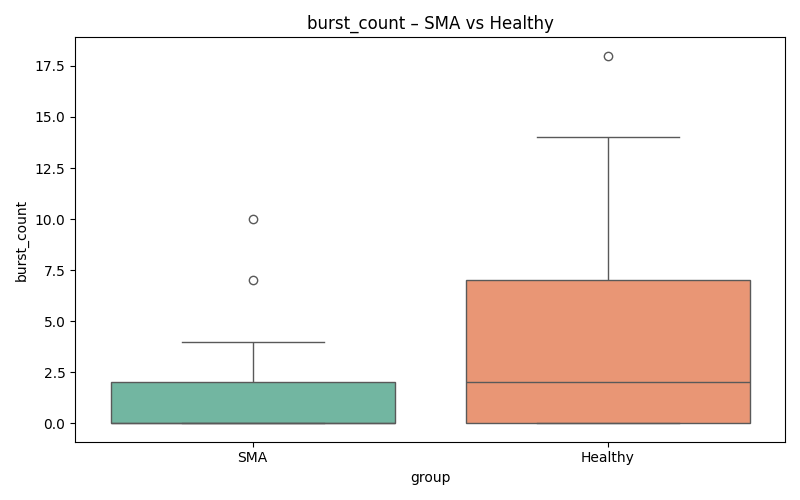 burst_count – SMA vs Healthy
17.5
15.0
12.5
10.0
7.5
5.0
2.5
0.0
burst_count
SMA
Healthy
group